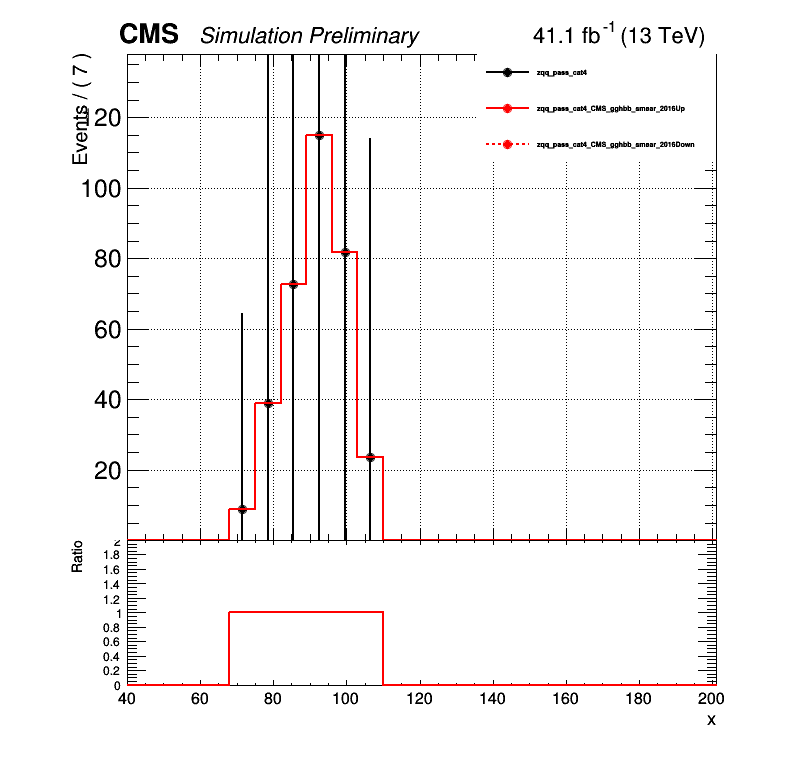 CMS Simulation Preliminary 41.1 fb-1 (13 TeV)
Events / ( 7 )
zqq_pass_cat4
zqq_pass_cat4_CMS_gghbb_smear_2016Up
zqq_pass_cat4_CMS_gghbb_smear_2016Down
120
100
80
60
40
20
Ratio
2
1.8
1.6
1.4
1.2
1
0.8
0.6
0.4
0.2
0
40 60 80 100 120 140 160 180 200
x